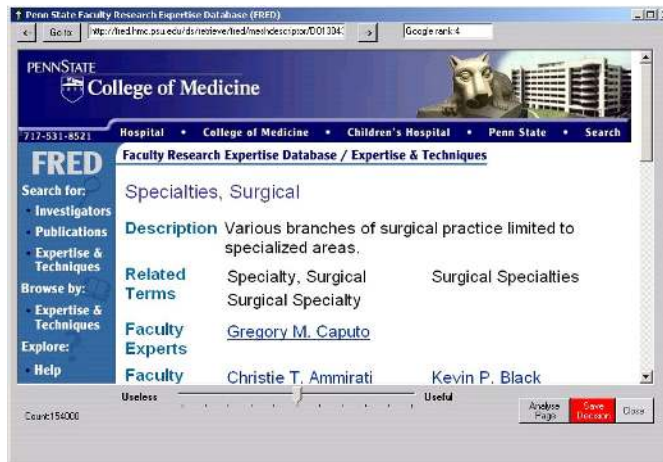 Penn State Faculty Research Expertise Database (FRED)
Go to
Google rank:4
PENNSTATE
College of Medicine
717-531-8521
Hospital • College of Medicine • Children's Hospital • Penn State • Search
FRED
Faculty Research Expertise Database / Expertise & Techniques
Search for:
• Investigators
• Publications
• Expertise &
Techniques
Browse by:
• Expertise &
Techniques
Explore:
• Help
Specialties, Surgical
Description Various branches of surgical practice limited to
specialized areas.
Related Specialty, Surgical Surgical Specialties
Terms Surgical Specialty
Faculty Gregory M. Caputo
Experts
Faculty Christie T. Ammirati Kevin P. Black
Useless Useful
Count:154000
Analyse
Page
Save
Decision
Close